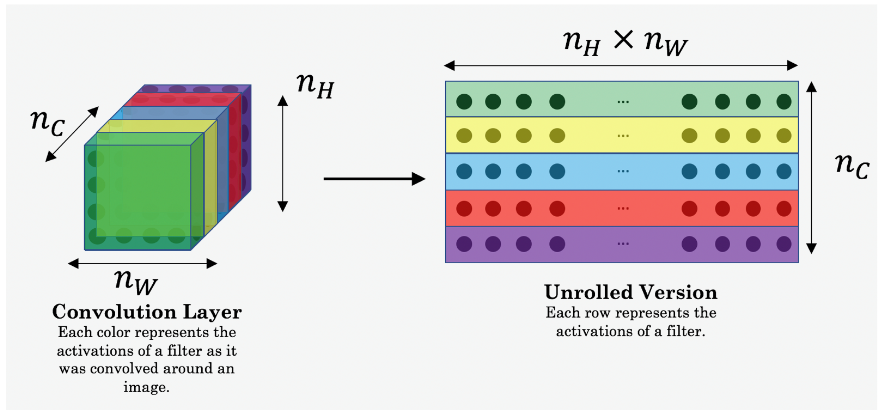 n_C
n_H
n_W
Convolution Layer
Each color represents the
activations of a filter as it
was convolved around an
image.
n_H × n_W
...
...
...
...
...
n_C
Unrolled Version
Each row represents the
activations of a filter.